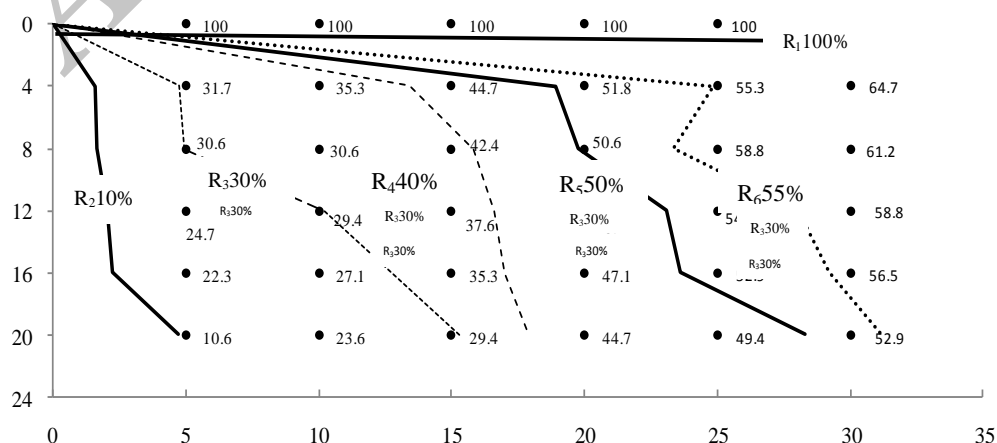 0 100 100 100 100 100
R₁100%
4 31.7 35.3 44.7 51.8 55.3 64.7
8 30.6 30.6 42.4 50.6 58.8 61.2
R₂10% R₃30% R₄40% R₅50% R₆55%
R₃30% R₃30% R₃30% R₃30%
12 24.7 29.4 37.6 58.8
R₃30% R₃30% R₃30%
16 22.3 27.1 35.3 47.1 56.5
20 10.6 23.6 29.4 44.7 49.4 52.9
24
0 5 10 15 20 25 30 35